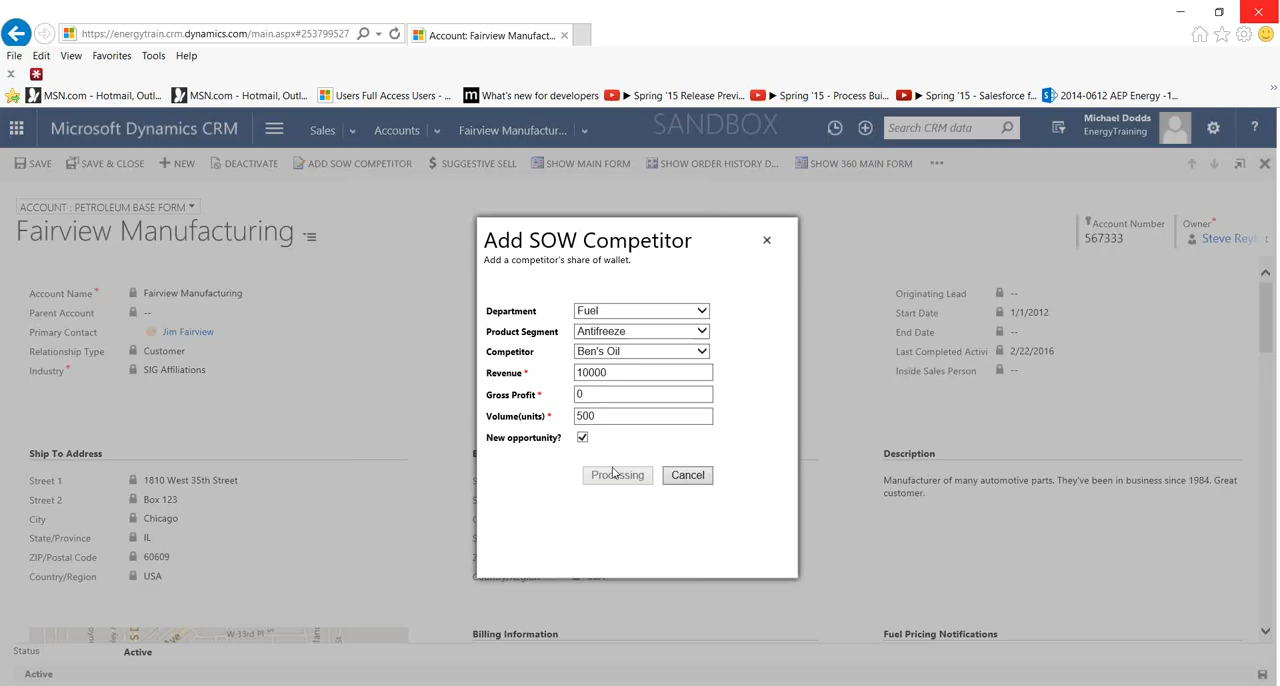 https://energytrain.crm.dynamics.com/main.aspx#253799527
Account: Fairview Manufact...
File Edit View Favorites Tools Help
x
MSN.com - Hotmail, Outl... MSN.com - Hotmail, Outl... Users Full Access Users - ... What's new for developers ▶ Spring '15 Release Previ... ▶ Spring '15 - Process Bui... ▶ Spring '15 - Salesforce f... 2014-0612 AEP Energy -1...
Microsoft Dynamics CRM Sales Accounts Fairview Manufactur... SANDBOX Search CRM data Michael Dodds
EnergyTraining
SAVE SAVE & CLOSE NEW DEACTIVATE ADD SOW COMPETITOR $ SUGGESTIVE SELL SHOW MAIN FORM SHOW ORDER HISTORY D... SHOW 360 MAIN FORM •••
ACCOUNT : PETROLEUM BASE FORM
Fairview Manufacturing
Account Number
567333
Owner*
Steve Rey
Account Name* Fairview Manufacturing
Parent Account --
Primary Contact Jim Fairview
Relationship Type Customer
Industry* SIG Affiliations
Originating Lead --
Start Date 1/1/2012
End Date --
Last Completed Activi 2/22/2016
Inside Sales Person --
Add SOW Competitor
Add a competitor's share of wallet.
Department Fuel
Product Segment Antifreeze
Competitor Ben's Oil
Revenue * 10000
Gross Profit * 0
Volume(units) * 500
New opportunity?
Processing Cancel
Ship To Address
Street 1 1810 West 35th Street
Street 2 Box 123
City Chicago
State/Province IL
ZIP/Postal Code 60609
Country/Region USA
Description
Manufacturer of many automotive parts. They've been in business since 1984. Great
customer.
W 33rd Pl
Billing Information
Fuel Pricing Notifications
Status Active
Active